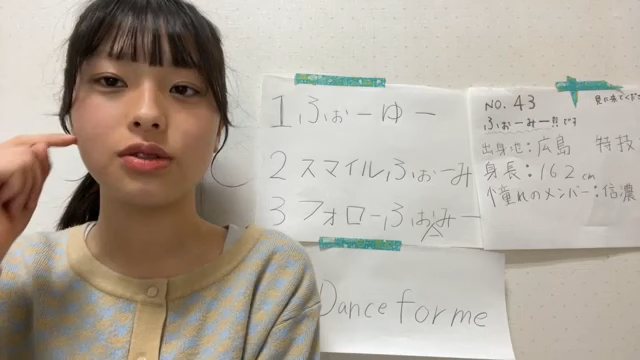 1 ふぉーゆー
2 スマイルふぉーみ
3 フォローふぉみー
Dance for me
NO. 43
ふぉーみー!!です
出身地：広島 特技
身長：162cm
憧れのメンバー：信濃